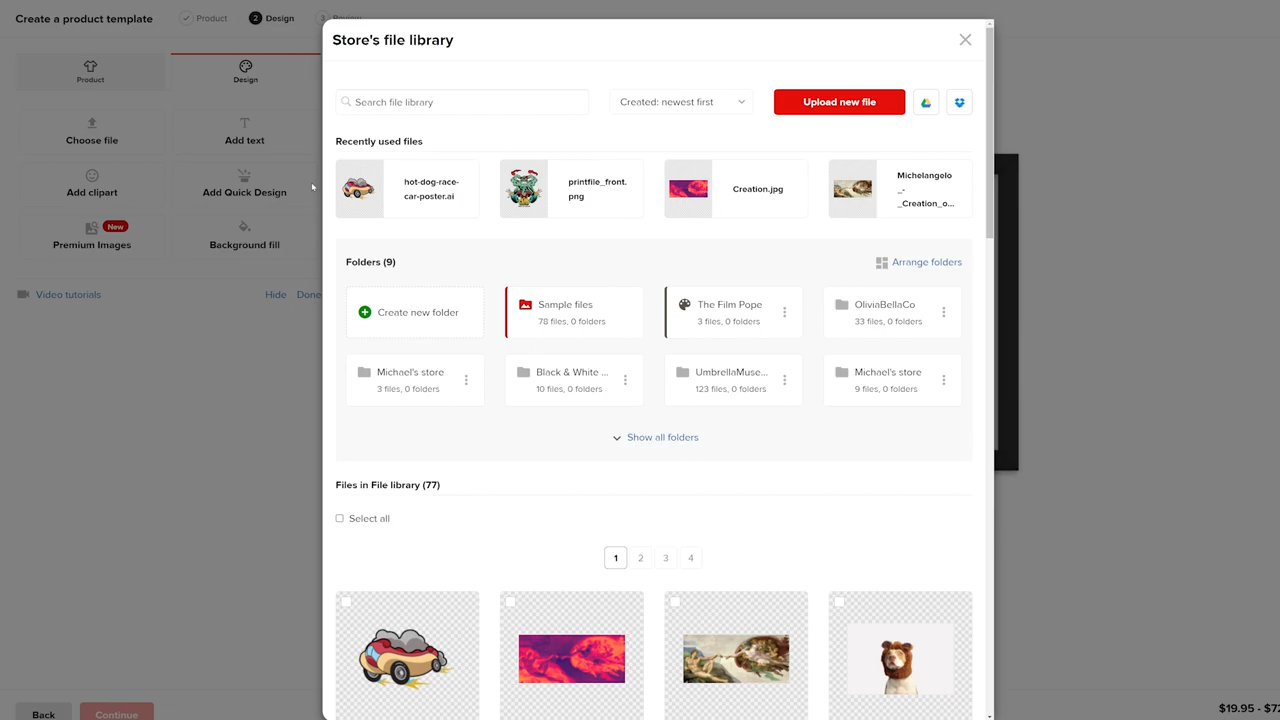 Create a product template
Product
2 Design
3 Review
Product
Design
Choose file
Add text
Add clipart
Add Quick Design
New
Premium Images
Background fill
Video tutorials
Hide
Done
Back
Continue
Store's file library
Search file library
Created: newest first
Upload new file
Recently used files
hot-dog-race-
car-poster.ai
printfile_front.
png
Creation.jpg
Michelangelo
_-
_Creation_o...
Folders (9)
Arrange folders
Create new folder
Sample files
78 files, 0 folders
The Film Pope
3 files, 0 folders
OliviaBellaCo
33 files, 0 folders
Michael's store
3 files, 0 folders
Black & White ...
10 files, 0 folders
UmbrellaMuse...
123 files, 0 folders
Michael's store
9 files, 0 folders
Show all folders
Files in File library (77)
Select all
1 2 3 4